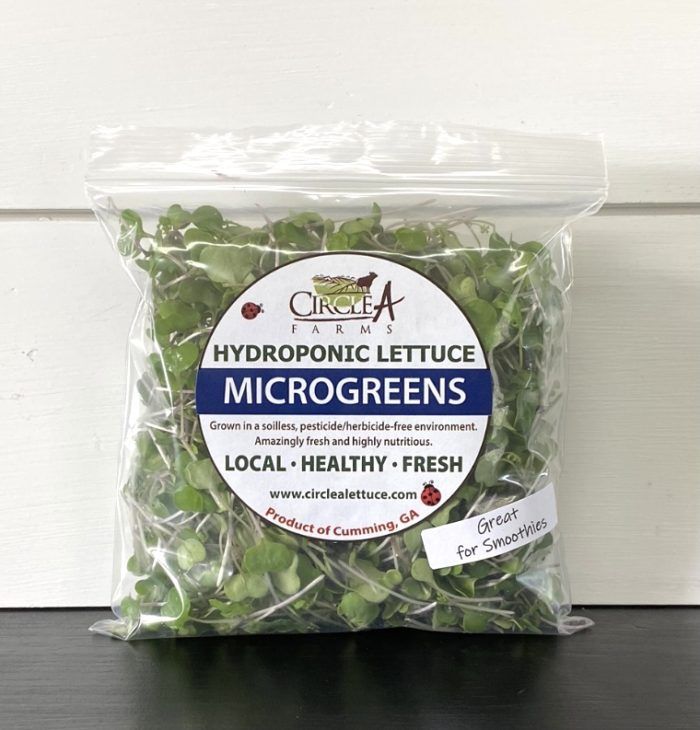 CIRCLE A
FARMS
HYDROPONIC LETTUCE
MICROGREENS
Grown in a soilless, pesticide/herbicide-free environment.
Amazingly fresh and highly nutritious.
LOCAL • HEALTHY • FRESH
www.circlealettuce.com
Product of Cumming, GA
Great
for Smoothies